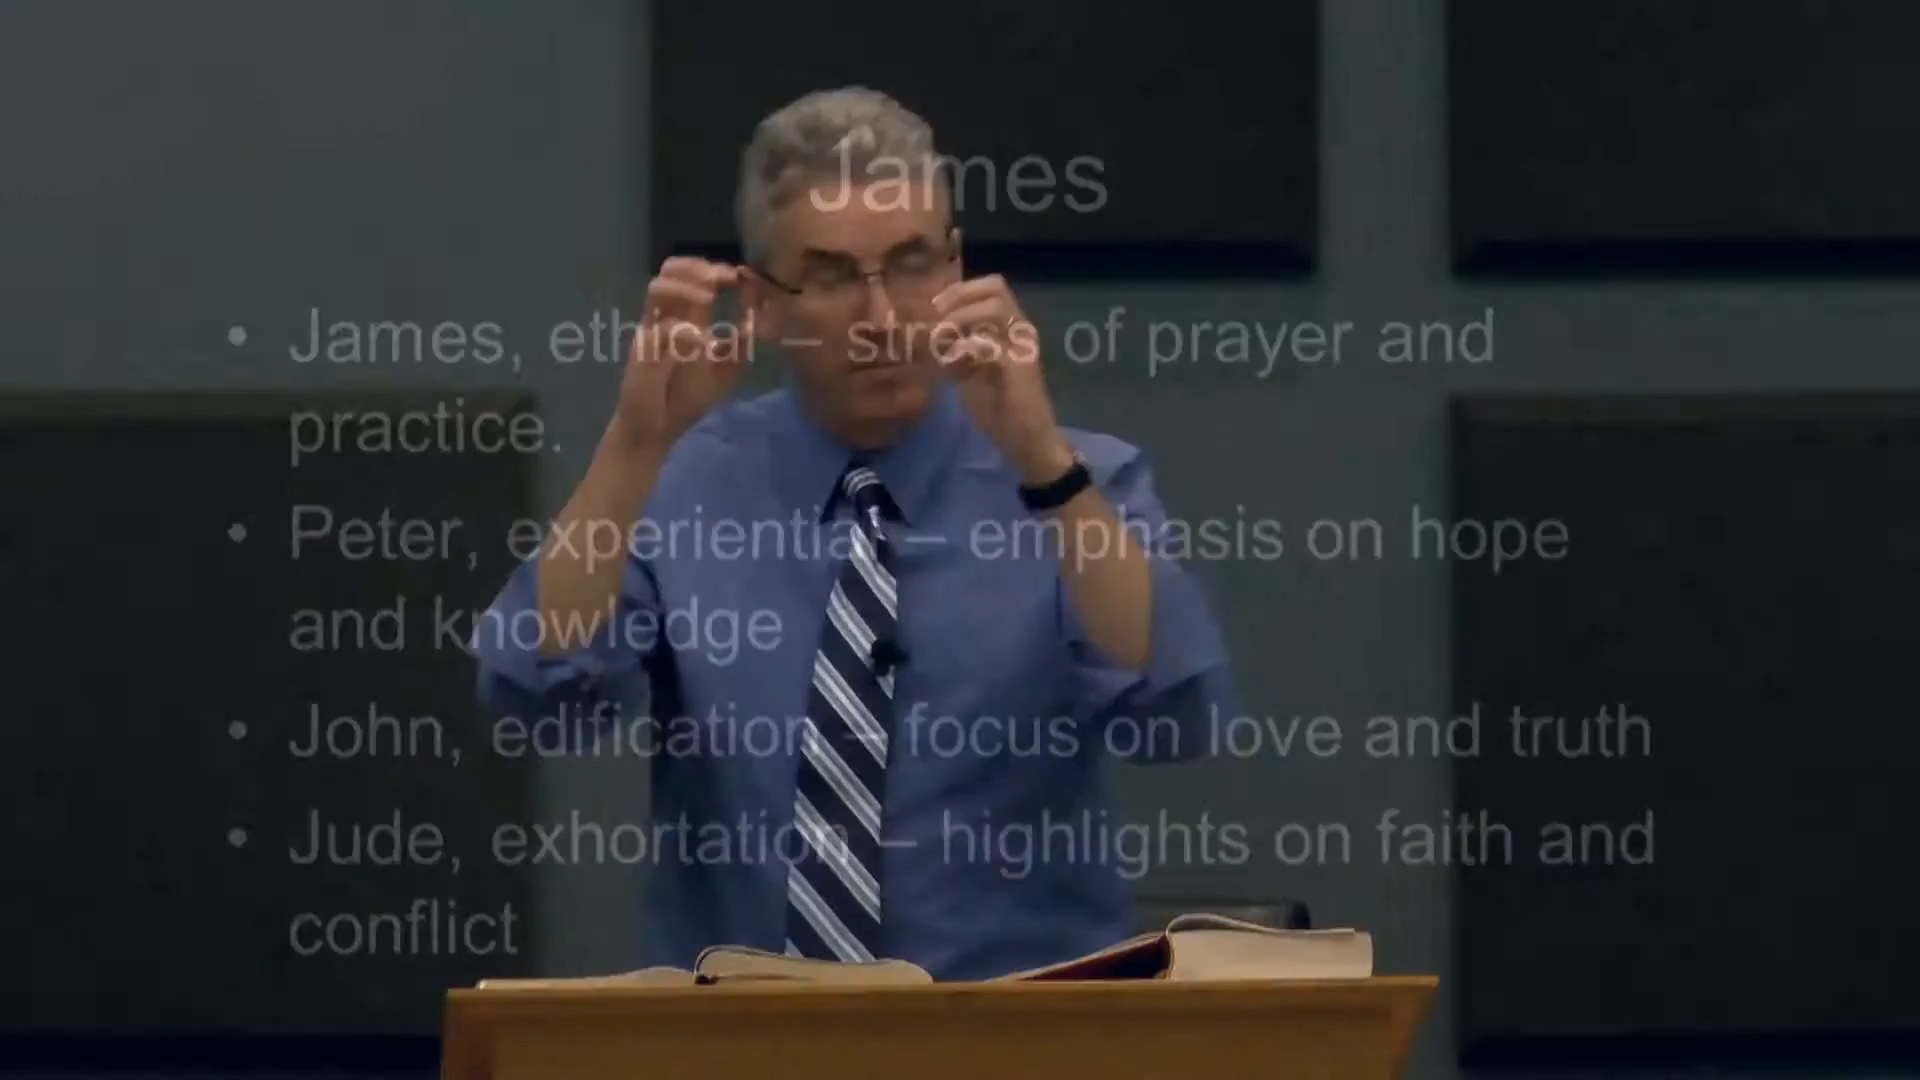 James
• James, ethical – stress of prayer and
practice.
• Peter, experiential – emphasis on hope
and knowledge
• John, edification – focus on love and truth
• Jude, exhortation – highlights on faith and
conflict